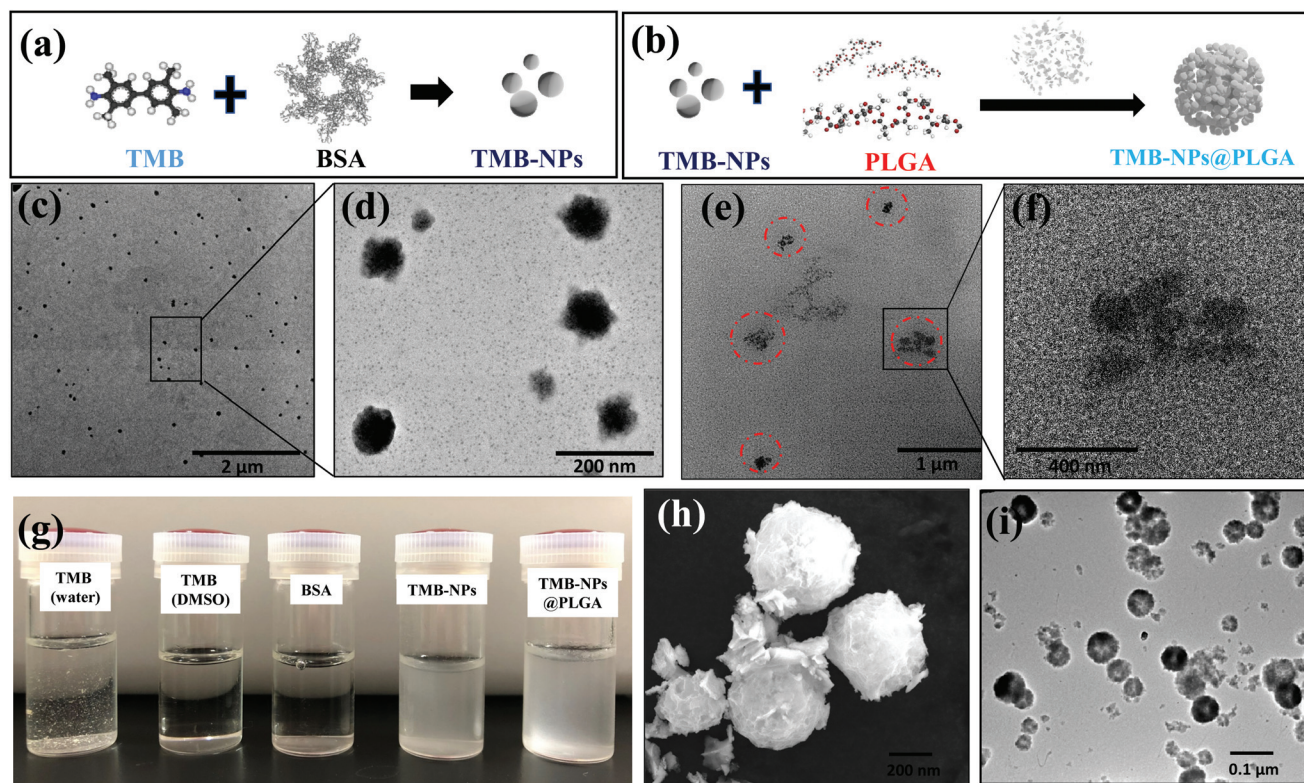 (a)
TMB
BSA
TMB-NPs
(b)
TMB-NPs
PLGA
TMB-NPs@PLGA
(c)
2 µm
(d)
200 nm
(e)
1 µm
(f)
400 nm
(g)
TMB
(water)
TMB
(DMSO)
BSA
TMB-NPs
TMB-NPs
@PLGA
(h)
200 nm
(i)
0.1 µm